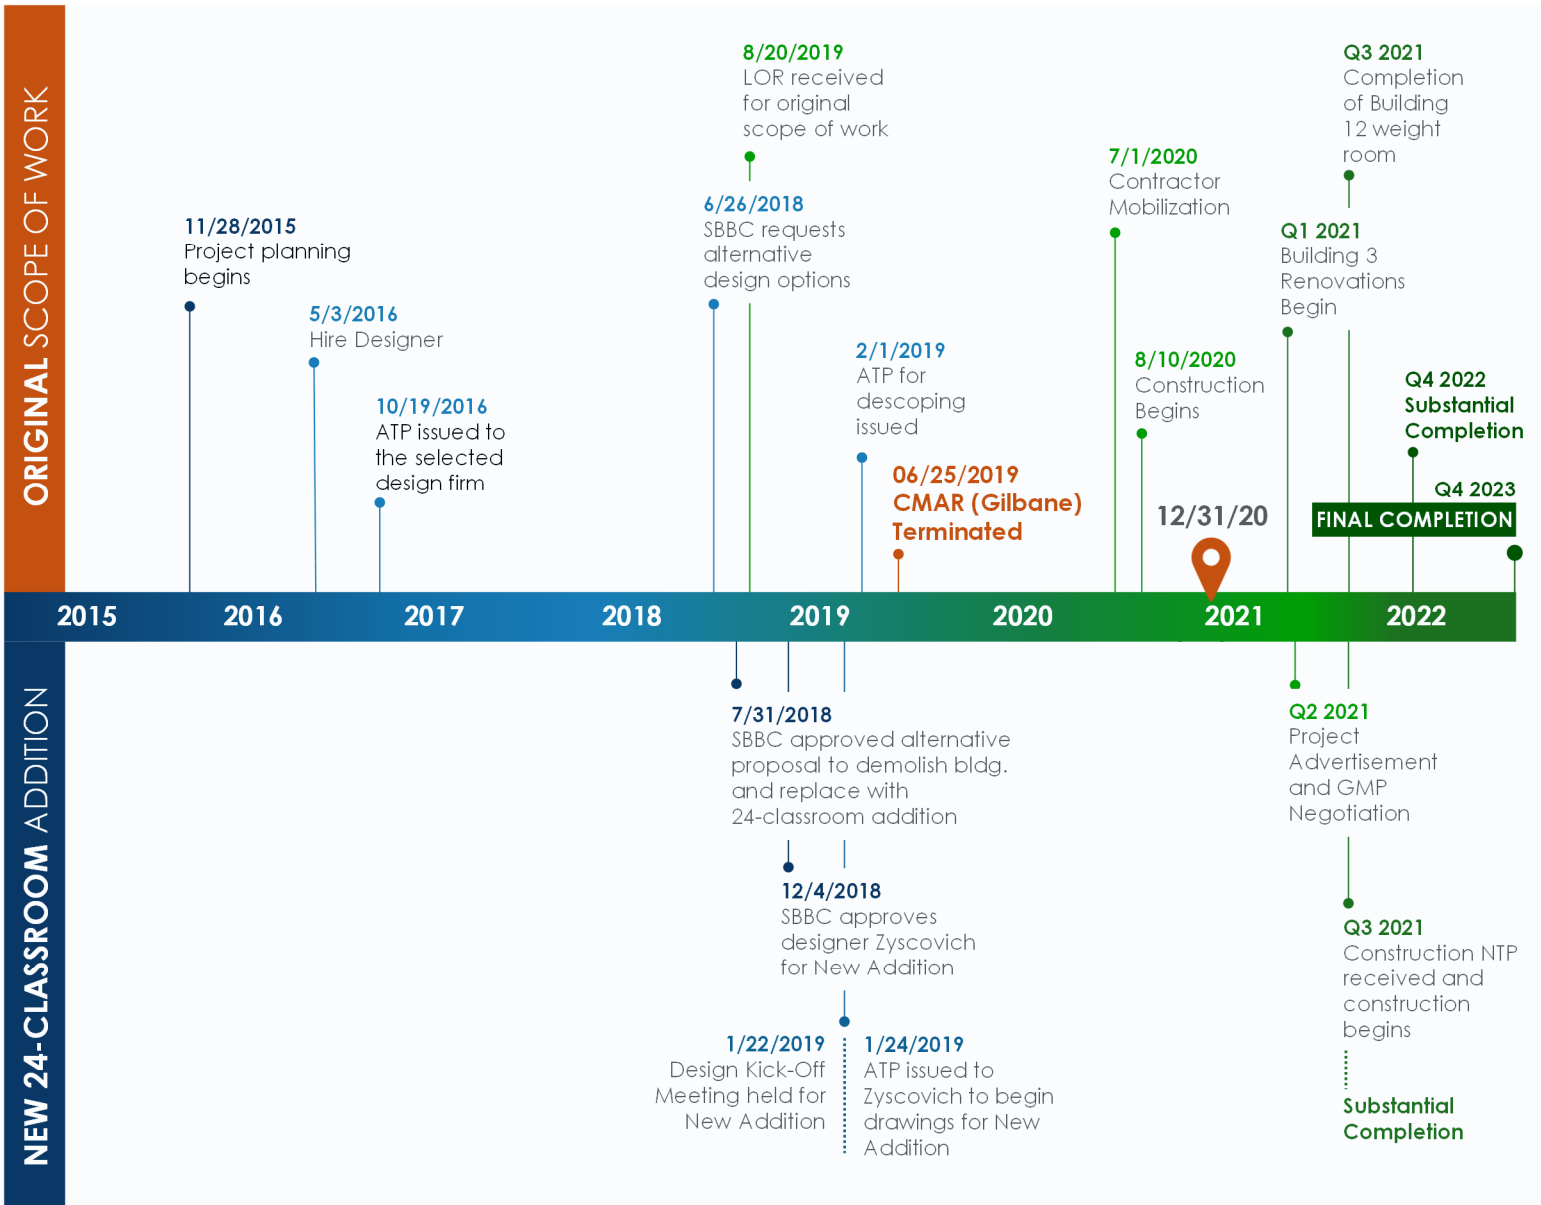 ORIGINAL SCOPE OF WORK
11/28/2015
Project planning
begins
5/3/2016
Hire Designer
10/19/2016
ATP issued to
the selected
design firm
8/20/2019
LOR received
for original
scope of work
6/26/2018
SBBC requests
alternative
design options
2/1/2019
ATP for
descoping
issued
06/25/2019
CMAR (Gilbane)
Terminated
7/1/2020
Contractor
Mobilization
8/10/2020
Construction
Begins
12/31/20
Q3 2021
Completion
of Building
12 weight
room
Q1 2021
Building 3
Renovations
Begin
Q4 2022
Substantial
Completion
Q4 2023
FINAL COMPLETION
2015 2016 2017 2018 2019 2020 2021 2022
NEW 24-CLASSROOM ADDITION
7/31/2018
SBBC approved alternative
proposal to demolish bldg.
and replace with
24-classroom addition
12/4/2018
SBBC approves
designer Zyscovich
for New Addition
1/22/2019
Design Kick-Off
Meeting held for
New Addition
1/24/2019
ATP issued to
Zyscovich to begin
drawings for New
Addition
Q2 2021
Project
Advertisement
and GMP
Negotiation
Q3 2021
Construction NTP
received and
construction
begins
Substantial
Completion